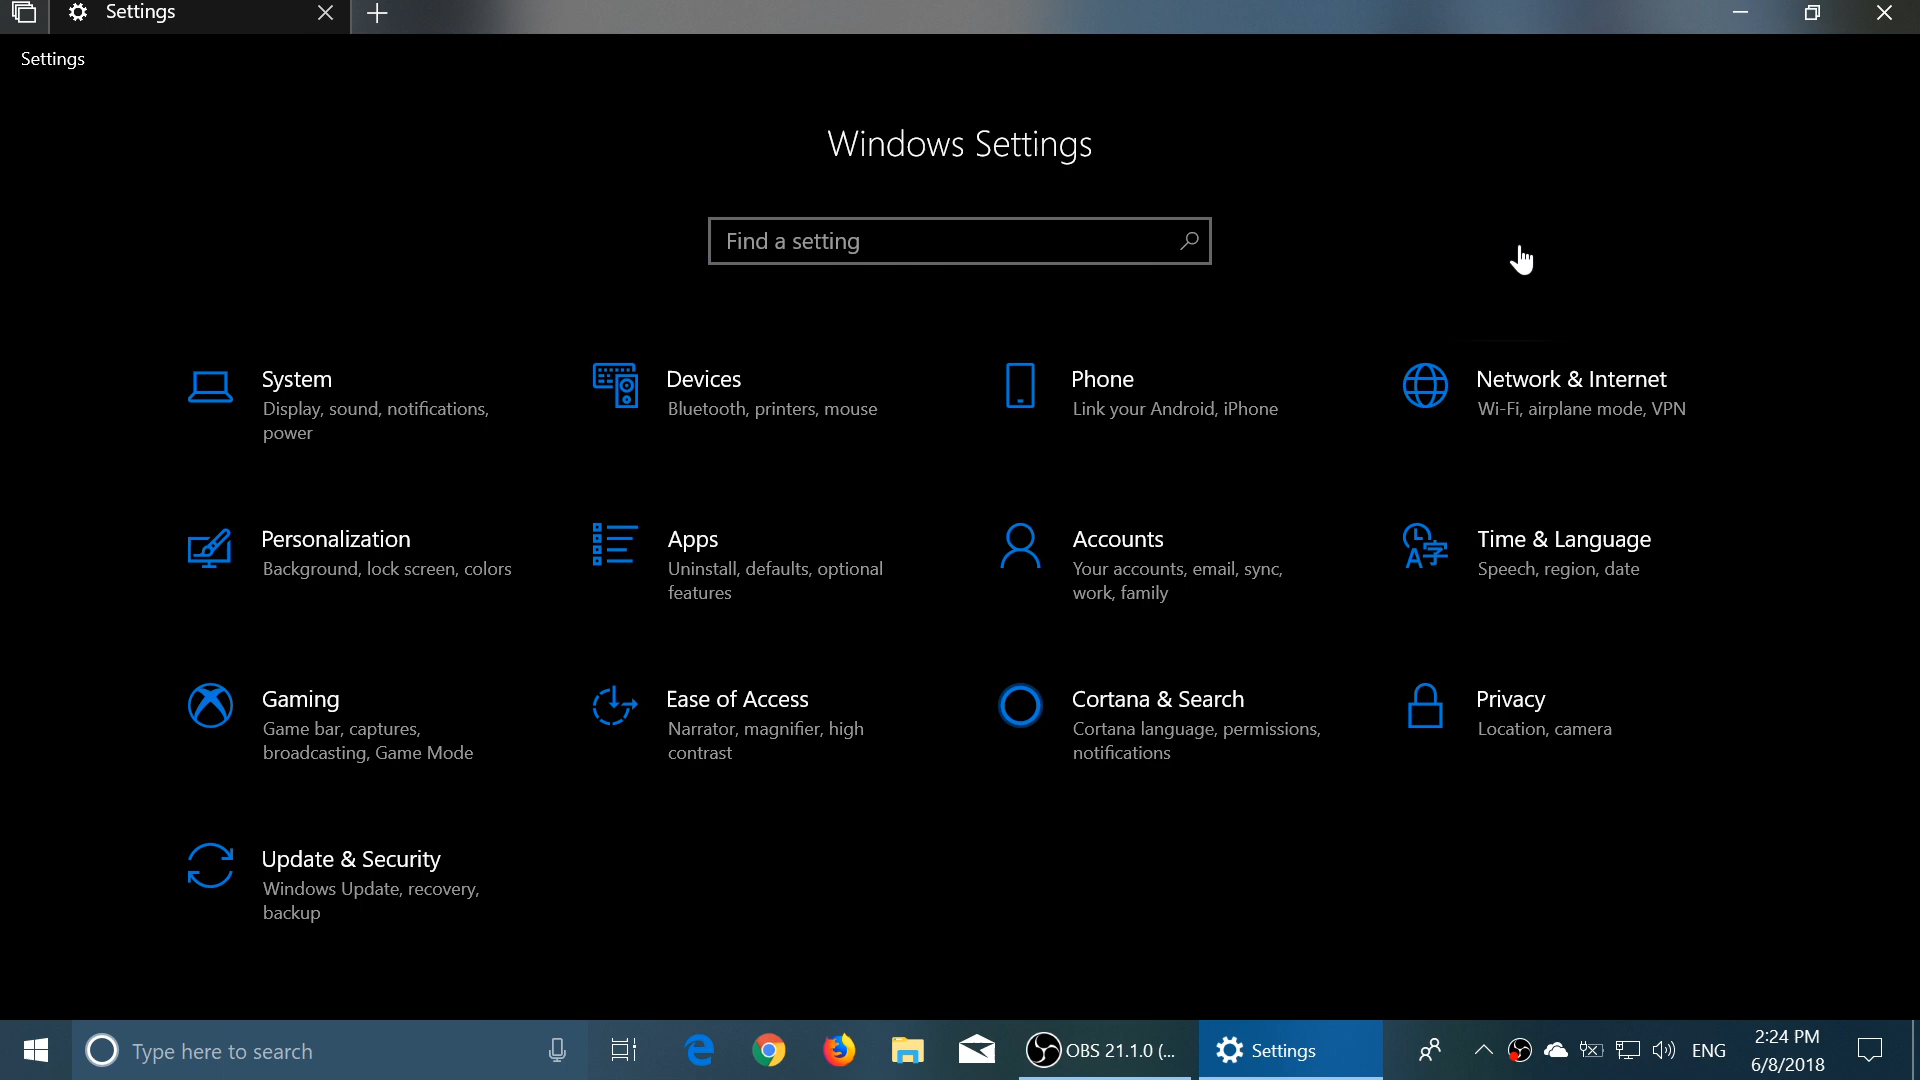 Settings
Settings
Windows Settings
Find a setting
System
Display, sound, notifications,
power
Devices
Bluetooth, printers, mouse
Phone
Link your Android, iPhone
Network & Internet
Wi-Fi, airplane mode, VPN
Personalization
Background, lock screen, colors
Apps
Uninstall, defaults, optional
features
Accounts
Your accounts, email, sync,
work, family
Time & Language
Speech, region, date
Gaming
Game bar, captures,
broadcasting, Game Mode
Ease of Access
Narrator, magnifier, high
contrast
Cortana & Search
Cortana language, permissions,
notifications
Privacy
Location, camera
Update & Security
Windows Update, recovery,
backup
Type here to search
OBS 21.1.0 (...
Settings
ENG
2:24 PM
6/8/2018